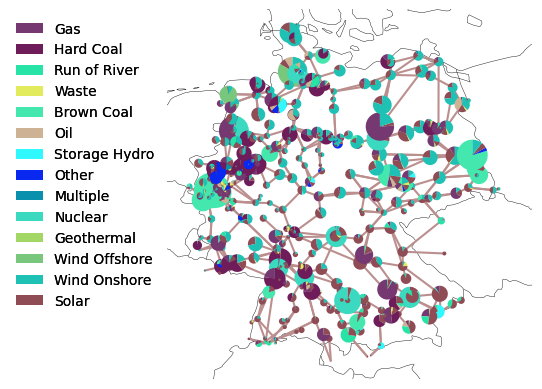 Gas
Hard Coal
Run of River
Waste
Brown Coal
Oil
Storage Hydro
Other
Multiple
Nuclear
Geothermal
Wind Offshore
Wind Onshore
Solar